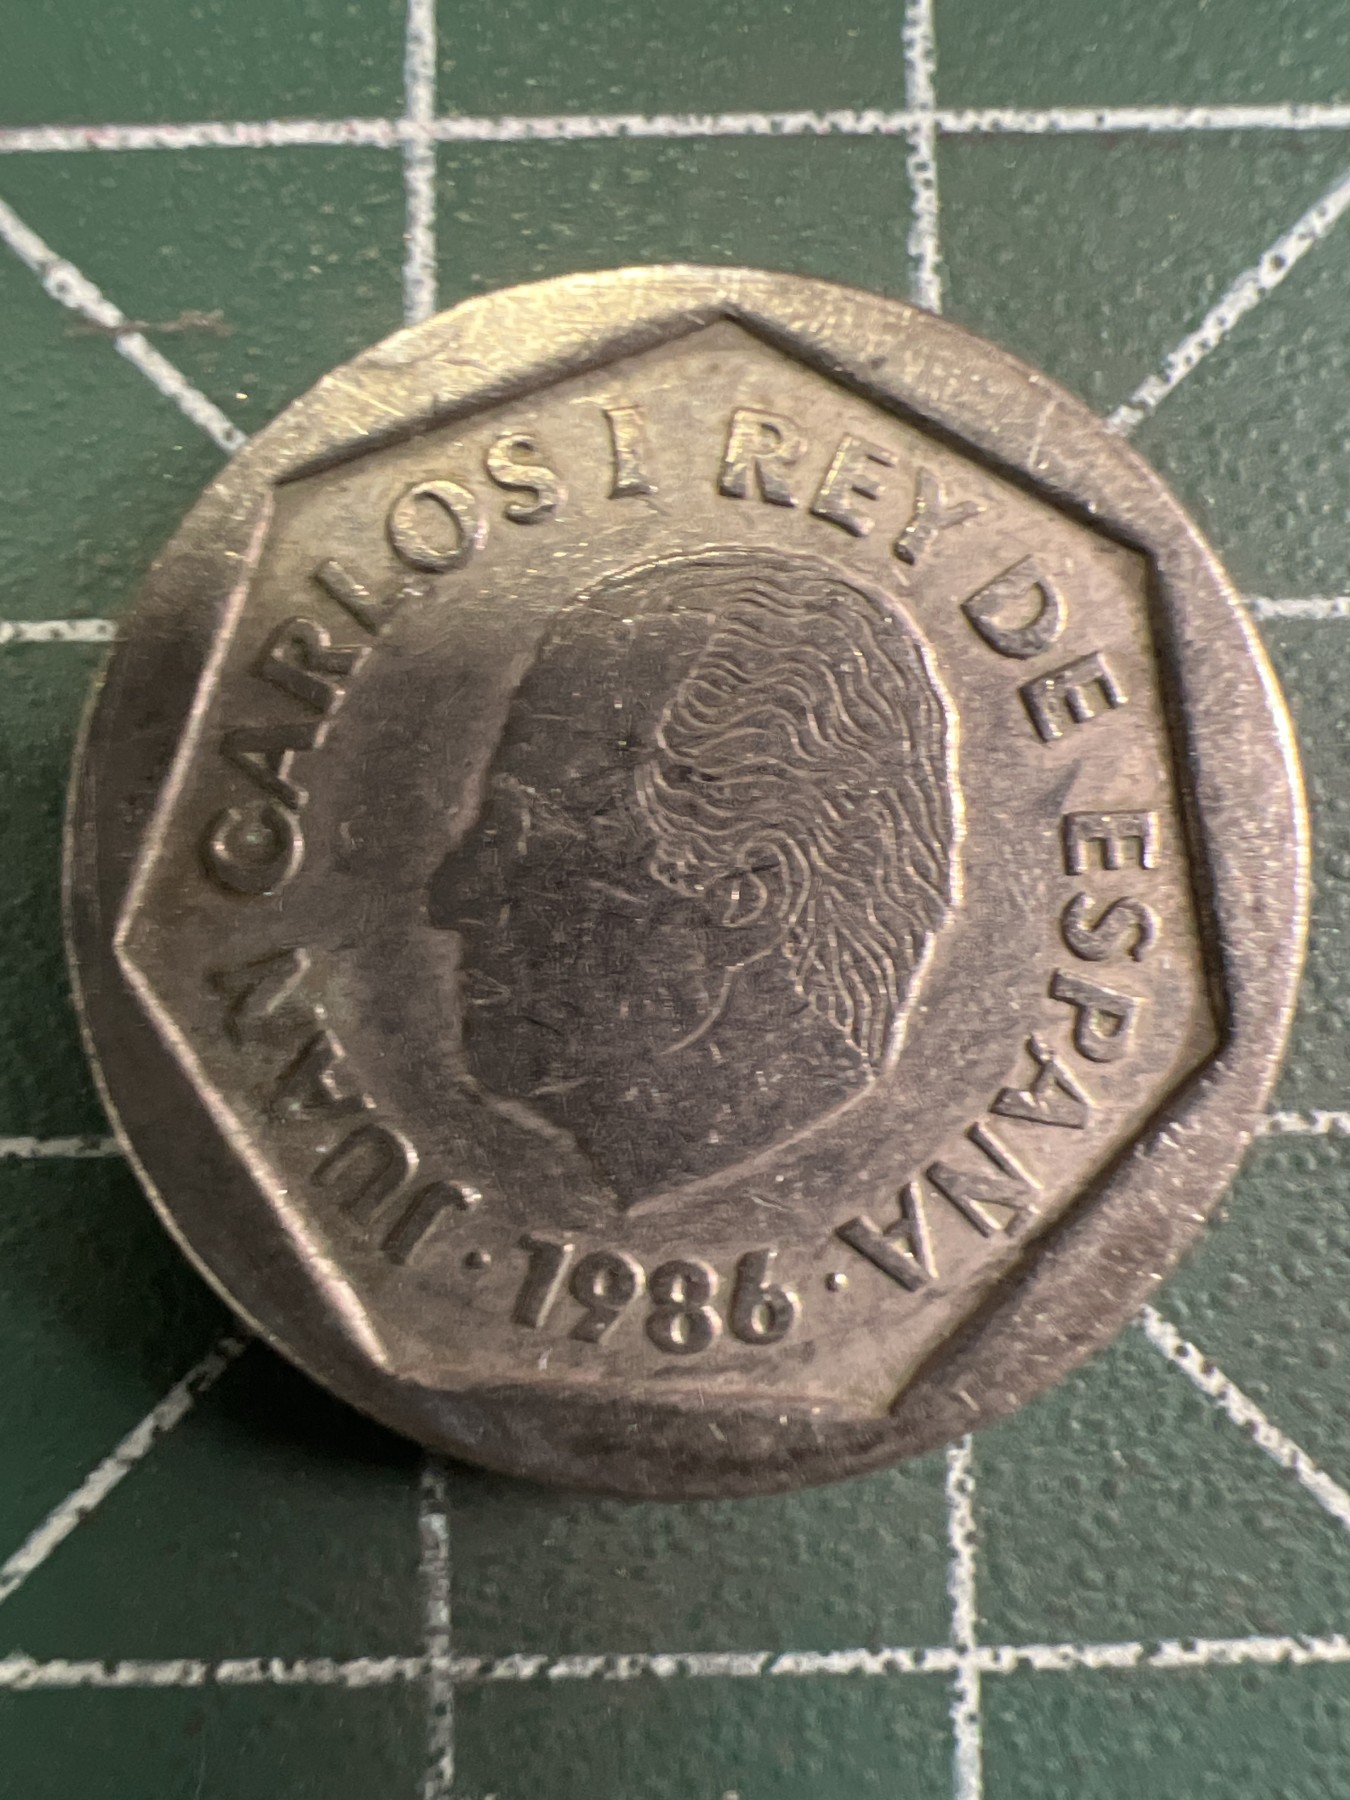 JUAN CARLOS I REY DE ESPAÑA
· 1986 ·